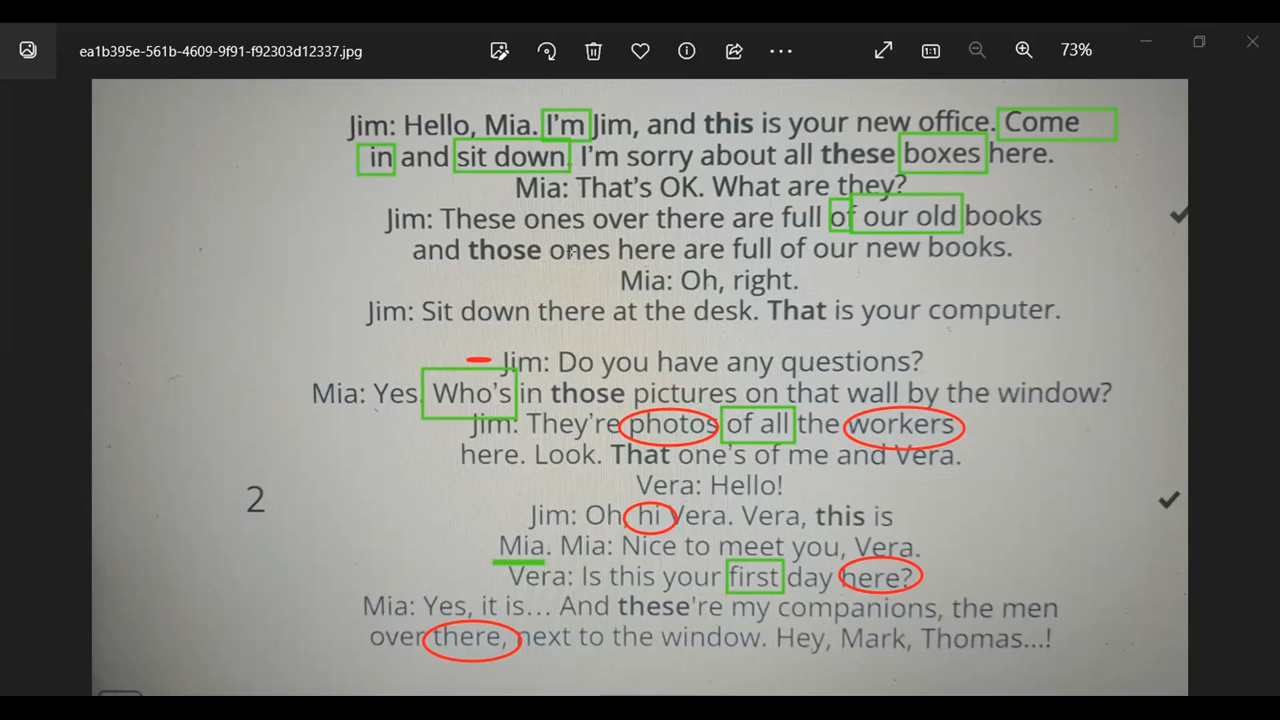 ea1b395e-561b-4609-9f91-f92303d12337.jpg
73%
Jim: Hello, Mia. I'm Jim, and this is your new office. Come
in and sit down. I'm sorry about all these boxes here.
Mia: That's OK. What are they?
Jim: These ones over there are full of our old books
and those ones here are full of our new books.
Mia: Oh, right.
Jim: Sit down there at the desk. That is your computer.
Jim: Do you have any questions?
Mia: Yes. Who's in those pictures on that wall by the window?
Jim: They're photos of all the workers
here. Look. That one's of me and Vera.
Vera: Hello!
Jim: Oh, hi Vera. Vera, this is
2
Mia. Mia: Nice to meet you, Vera.
Vera: Is this your first day here?
Mia: Yes, it is... And these're my companions, the men
over there, next to the window. Hey, Mark, Thomas...!